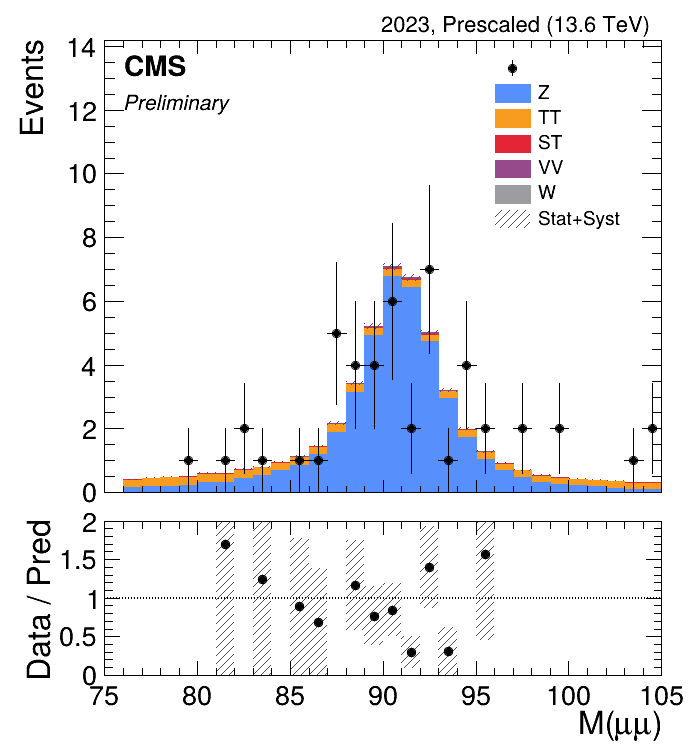 2023, Prescaled (13.6 TeV)
Events
14
12
10
8
6
4
2
0
CMS
Preliminary
Z
TT
ST
VV
W
Stat+Syst
Data / Pred
2
1.5
1
0.5
0
75 80 85 90 95 100 105
M(μμ)